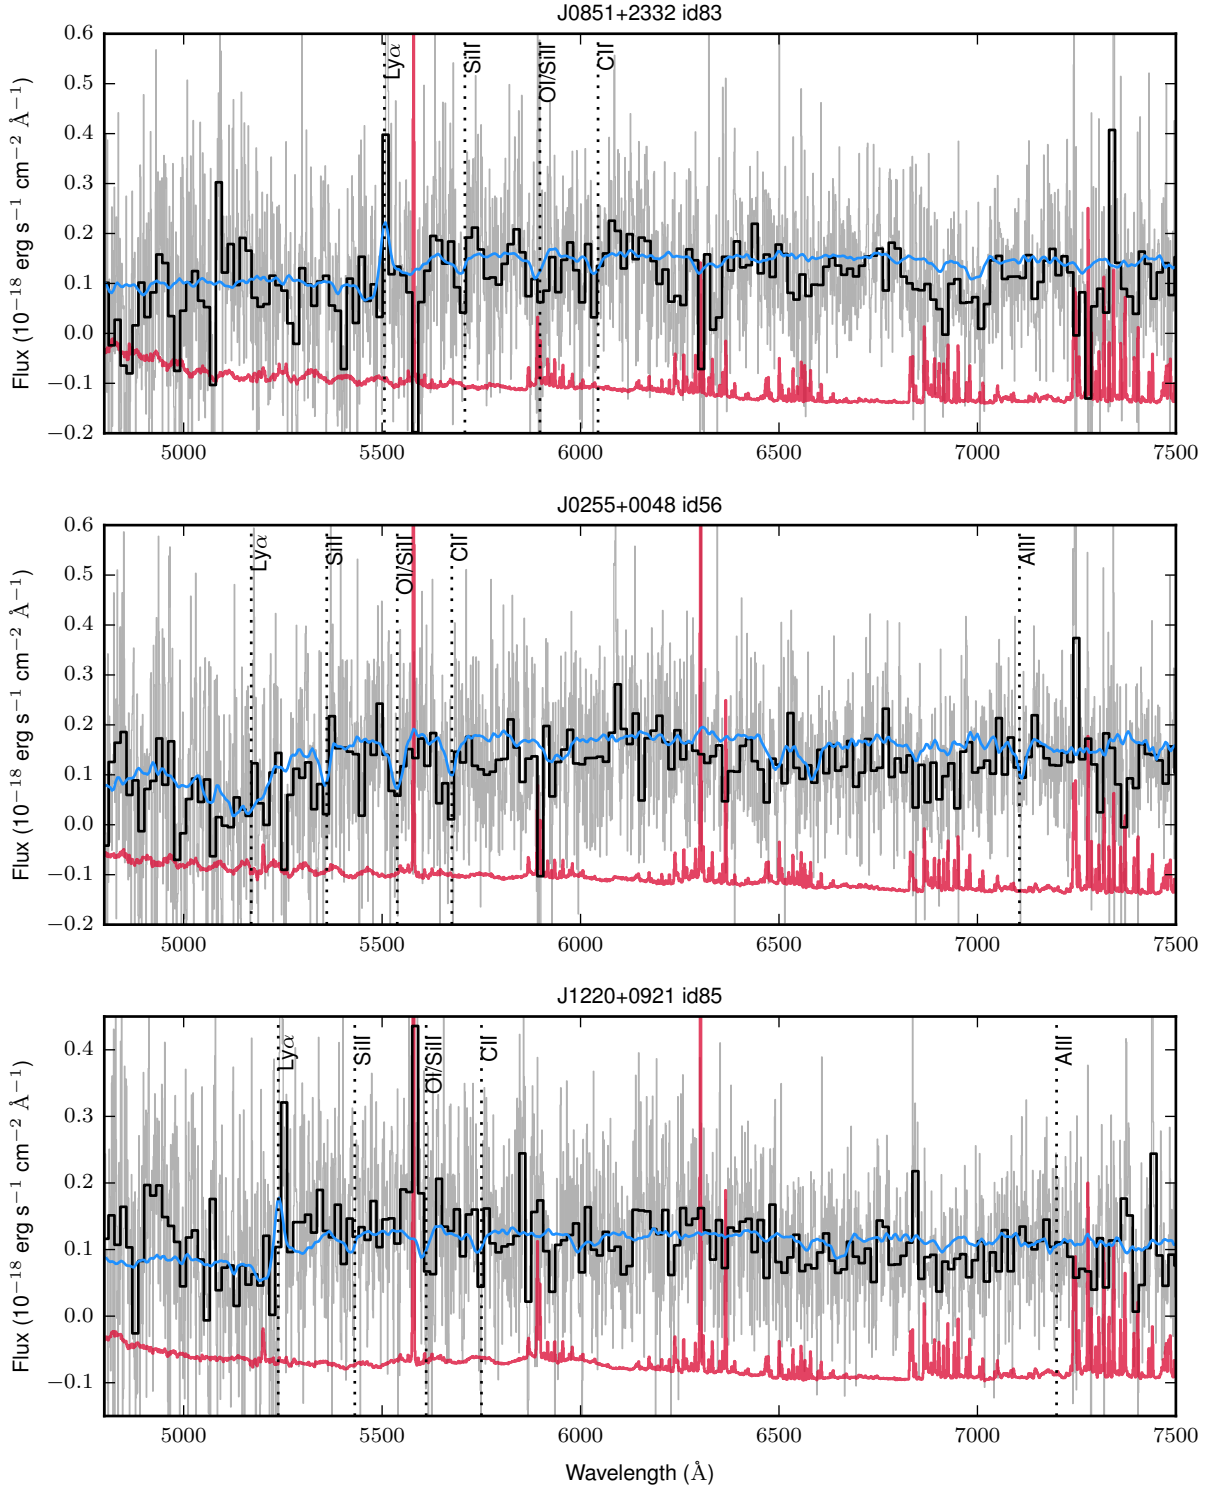 J0851+2332 id83
Flux (10⁻¹⁸ erg s⁻¹ cm⁻² Å⁻¹)
0.6
0.5
0.4
0.3
0.2
0.1
0.0
−0.1
−0.2
Lyα
SiII
OI/SiII
CII
5000 5500 6000 6500 7000 7500
J0255+0048 id56
Flux (10⁻¹⁸ erg s⁻¹ cm⁻² Å⁻¹)
0.6
0.5
0.4
0.3
0.2
0.1
0.0
−0.1
−0.2
Lyα
SiII
OI/SiII
CII
AlII
5000 5500 6000 6500 7000 7500
J1220+0921 id85
Flux (10⁻¹⁸ erg s⁻¹ cm⁻² Å⁻¹)
0.4
0.3
0.2
0.1
0.0
−0.1
Lyα
SiII
OI/SiII
CII
AlII
5000 5500 6000 6500 7000 7500
Wavelength (Å)